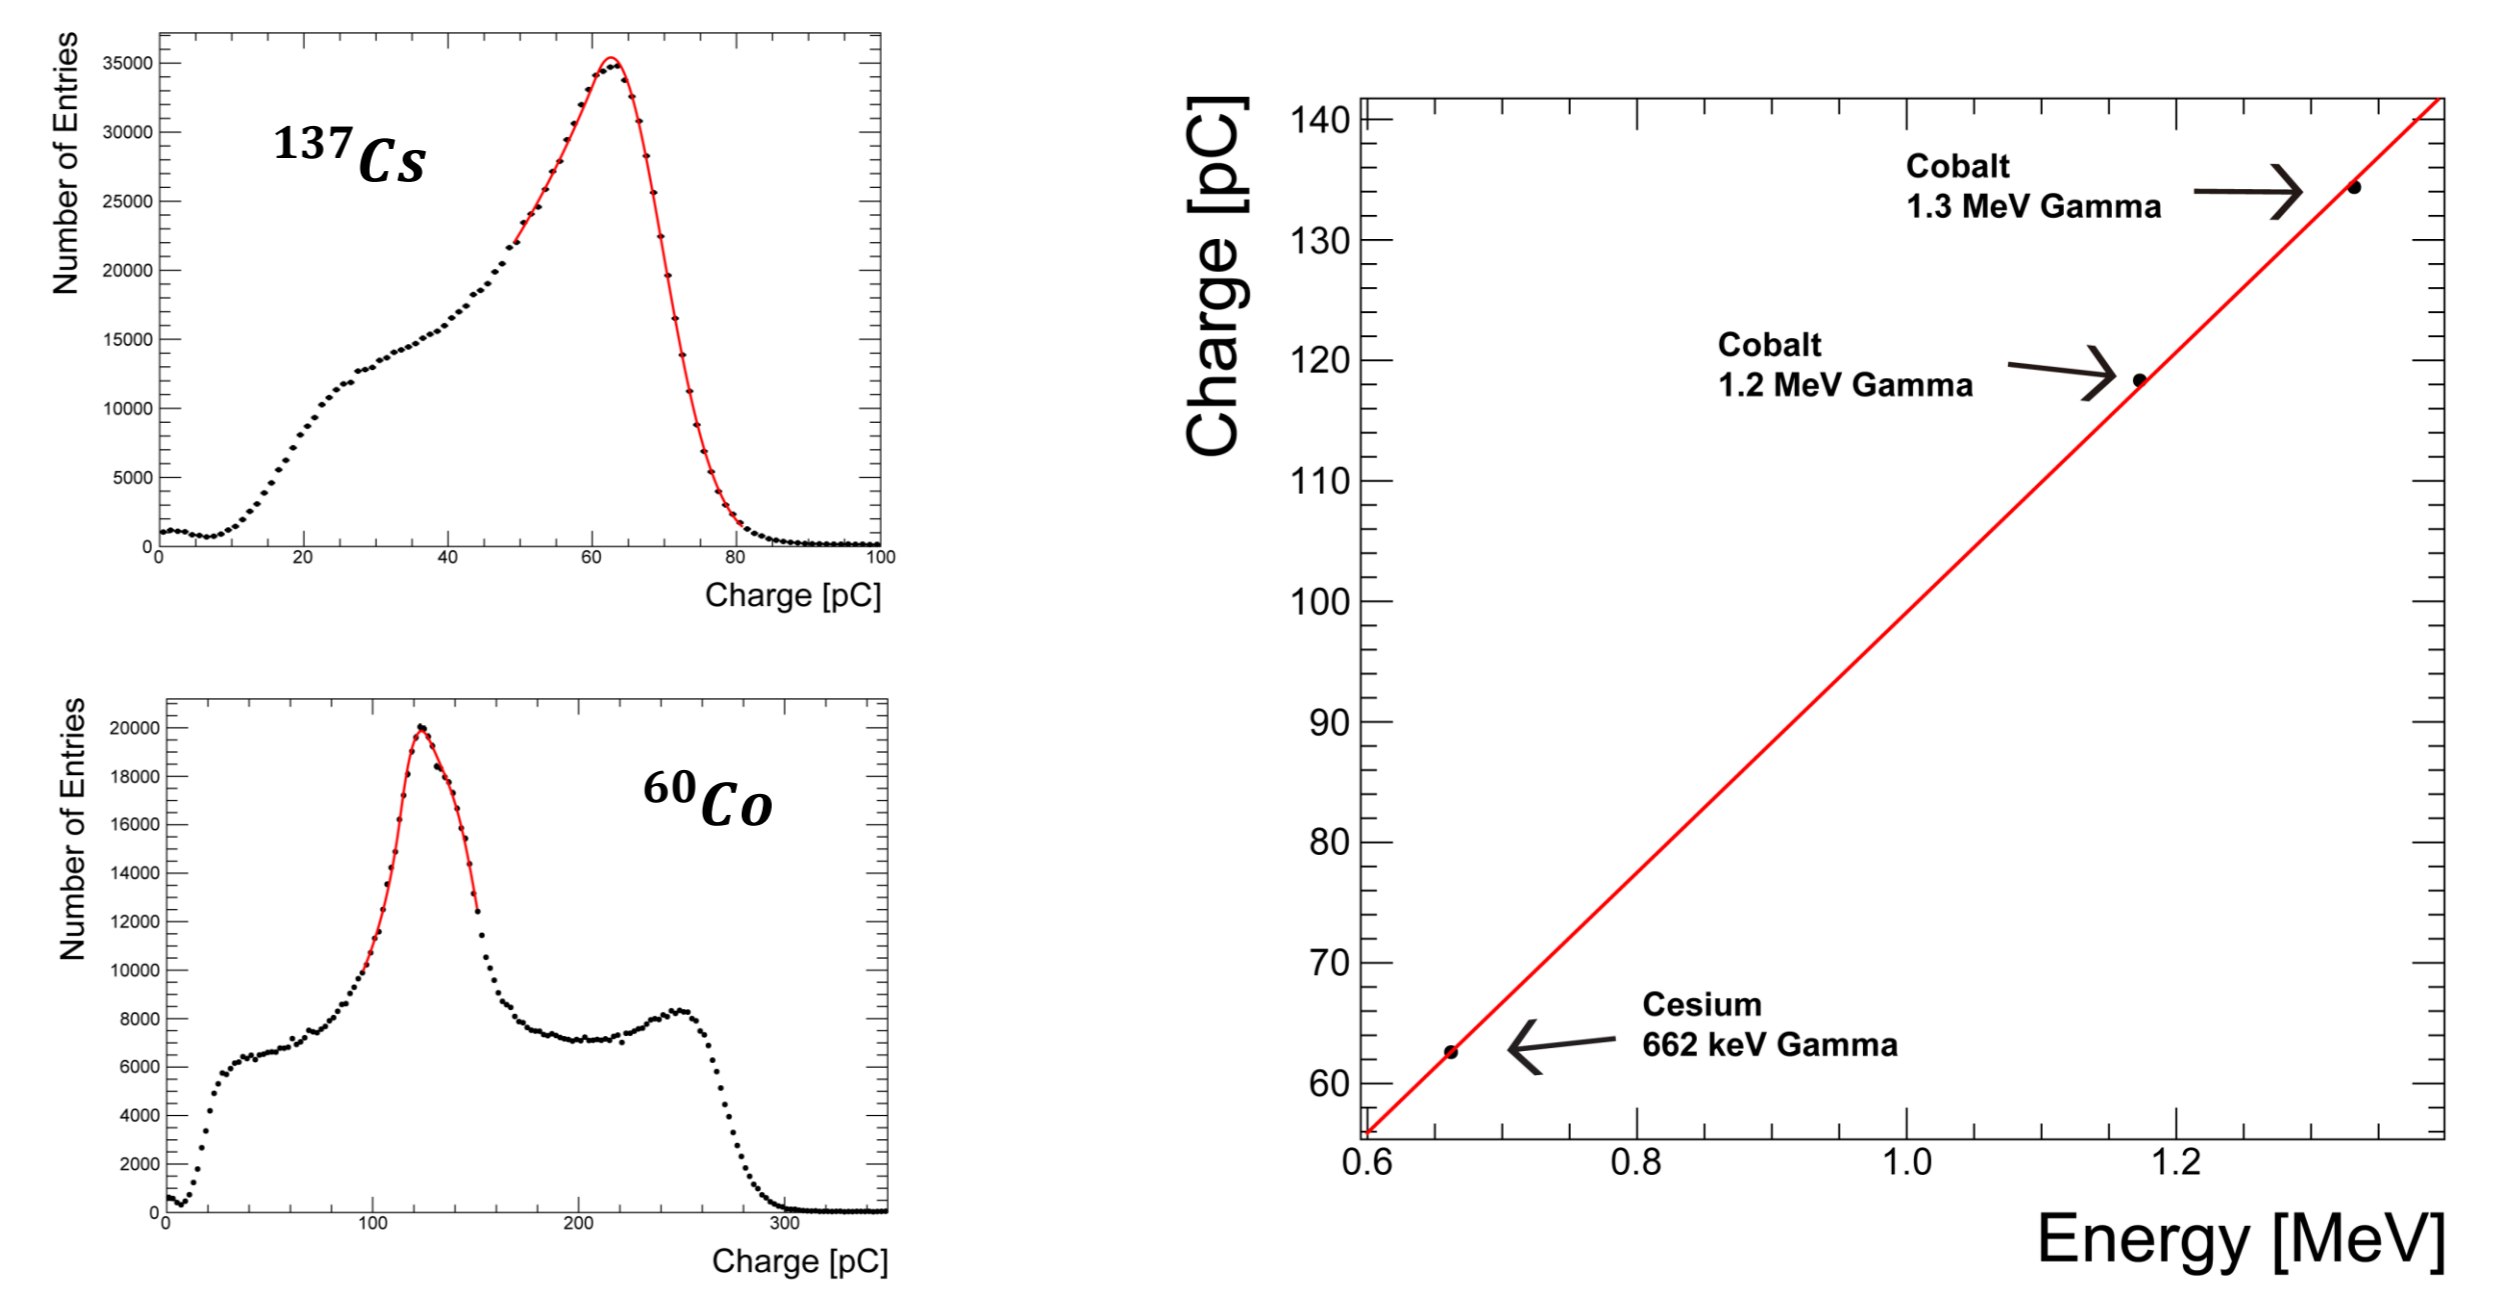 Number of Entries
35000
30000
25000
20000
15000
10000
5000
0
137Cs
0 20 40 60 80 100
Charge [pC]
Number of Entries
20000
18000
16000
14000
12000
10000
8000
6000
4000
2000
0
60Co
0 100 200 300
Charge [pC]
Charge [pC]
140
130
120
110
100
90
80
70
60
Cobalt
1.3 MeV Gamma
Cobalt
1.2 MeV Gamma
Cesium
662 keV Gamma
0.6 0.8 1.0 1.2
Energy [MeV]